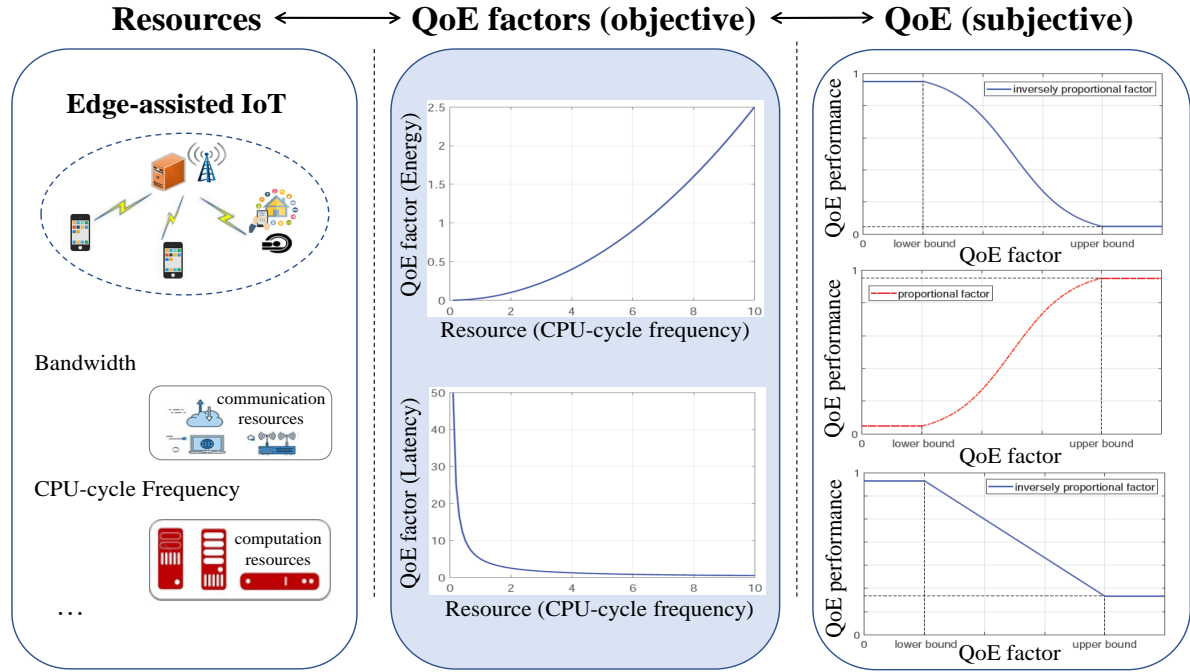 Resources
QoE factors (objective)
QoE (subjective)
Edge-assisted IoT
Bandwidth
communication
resources
CPU-cycle Frequency
computation
resources
…
QoE factor (Energy)
2.5
2
1.5
1
0.5
0
0 2 4 6 8 10
Resource (CPU-cycle frequency)
QoE factor (Latency)
50
40
30
20
10
0
0 2 4 6 8 10
Resource (CPU-cycle frequency)
QoE performance
1
0
inversely proportional factor
0 lower bound upper bound
QoE factor
QoE performance
1
0
proportional factor
0 lower bound upper bound
QoE factor
QoE performance
1
0
inversely proportional factor
0 lower bound upper bound
QoE factor